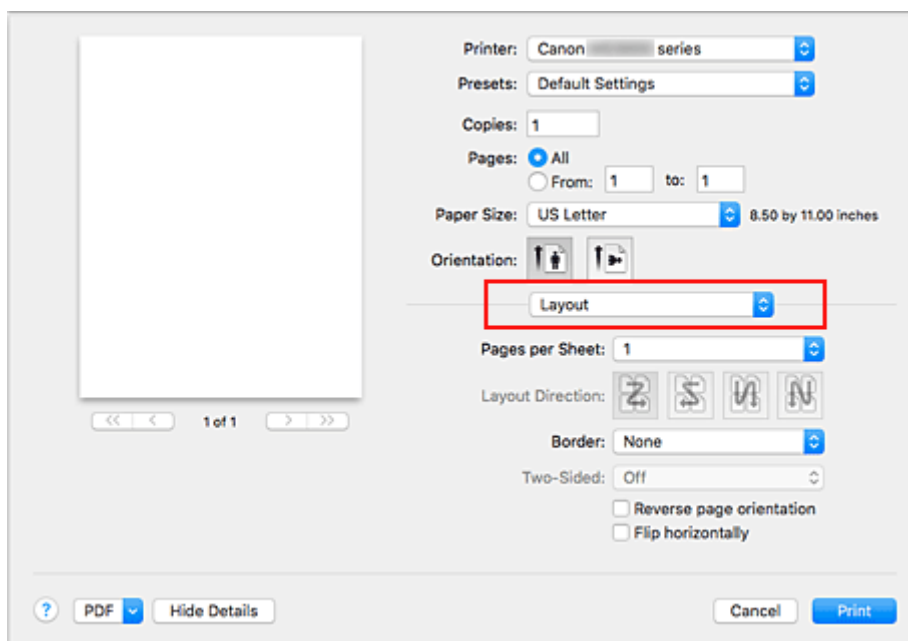 Printer: Canon series
Presets: Default Settings
Copies: 1
Pages: All
From: 1 to: 1
Paper Size: US Letter 8.50 by 11.00 inches
Orientation:
Layout
Pages per Sheet: 1
Layout Direction:
Border: None
Two-Sided: Off
Reverse page orientation
Flip horizontally
<< < 1 of 1 > >>
? PDF Hide Details Cancel Print